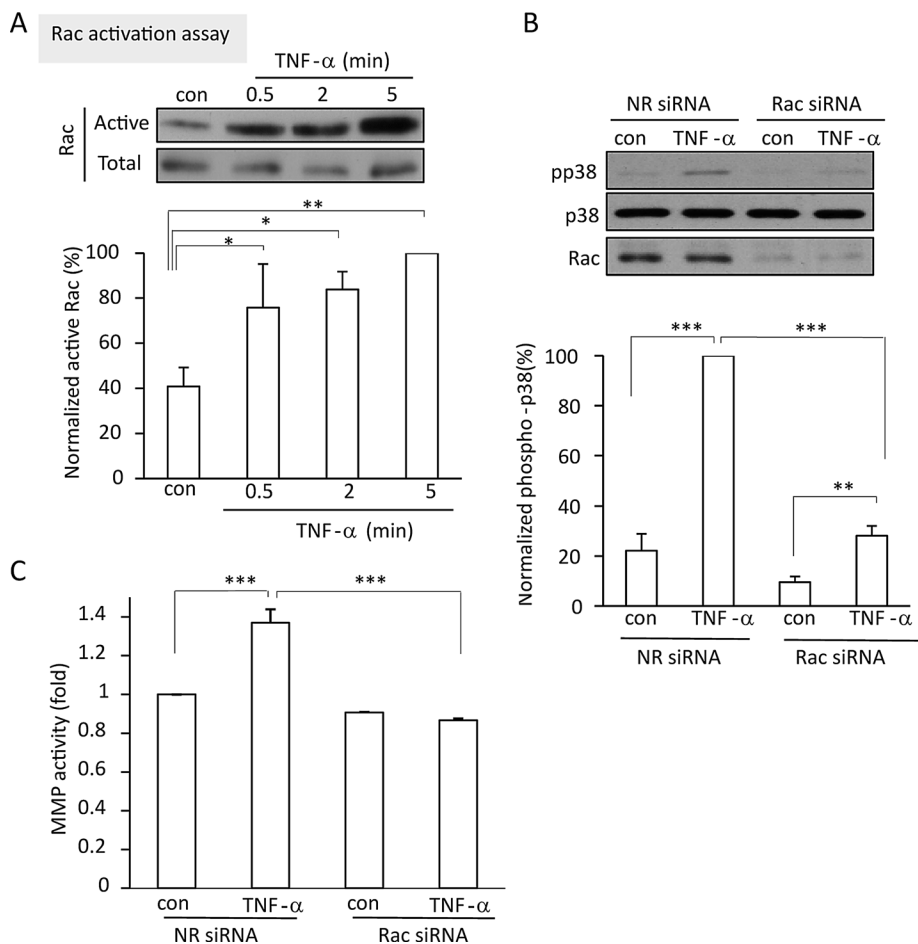 A
Rac activation assay
TNF-α (min)
con 0.5 2 5
Rac
Active
Total
**
*
*
Normalized active Rac (%)
100
80
60
40
20
0
con 0.5 2 5
TNF-α (min)
B
NR siRNA Rac siRNA
con TNF-α con TNF-α
pp38
p38
Rac
*** ***
**
Normalized phospho-p38(%)
100
80
60
40
20
0
con TNF-α con TNF-α
NR siRNA Rac siRNA
C
*** ***
MMP activity (fold)
1.4
1.2
1
0.8
0.6
0.4
0.2
0
con TNF-α con TNF-α
NR siRNA Rac siRNA